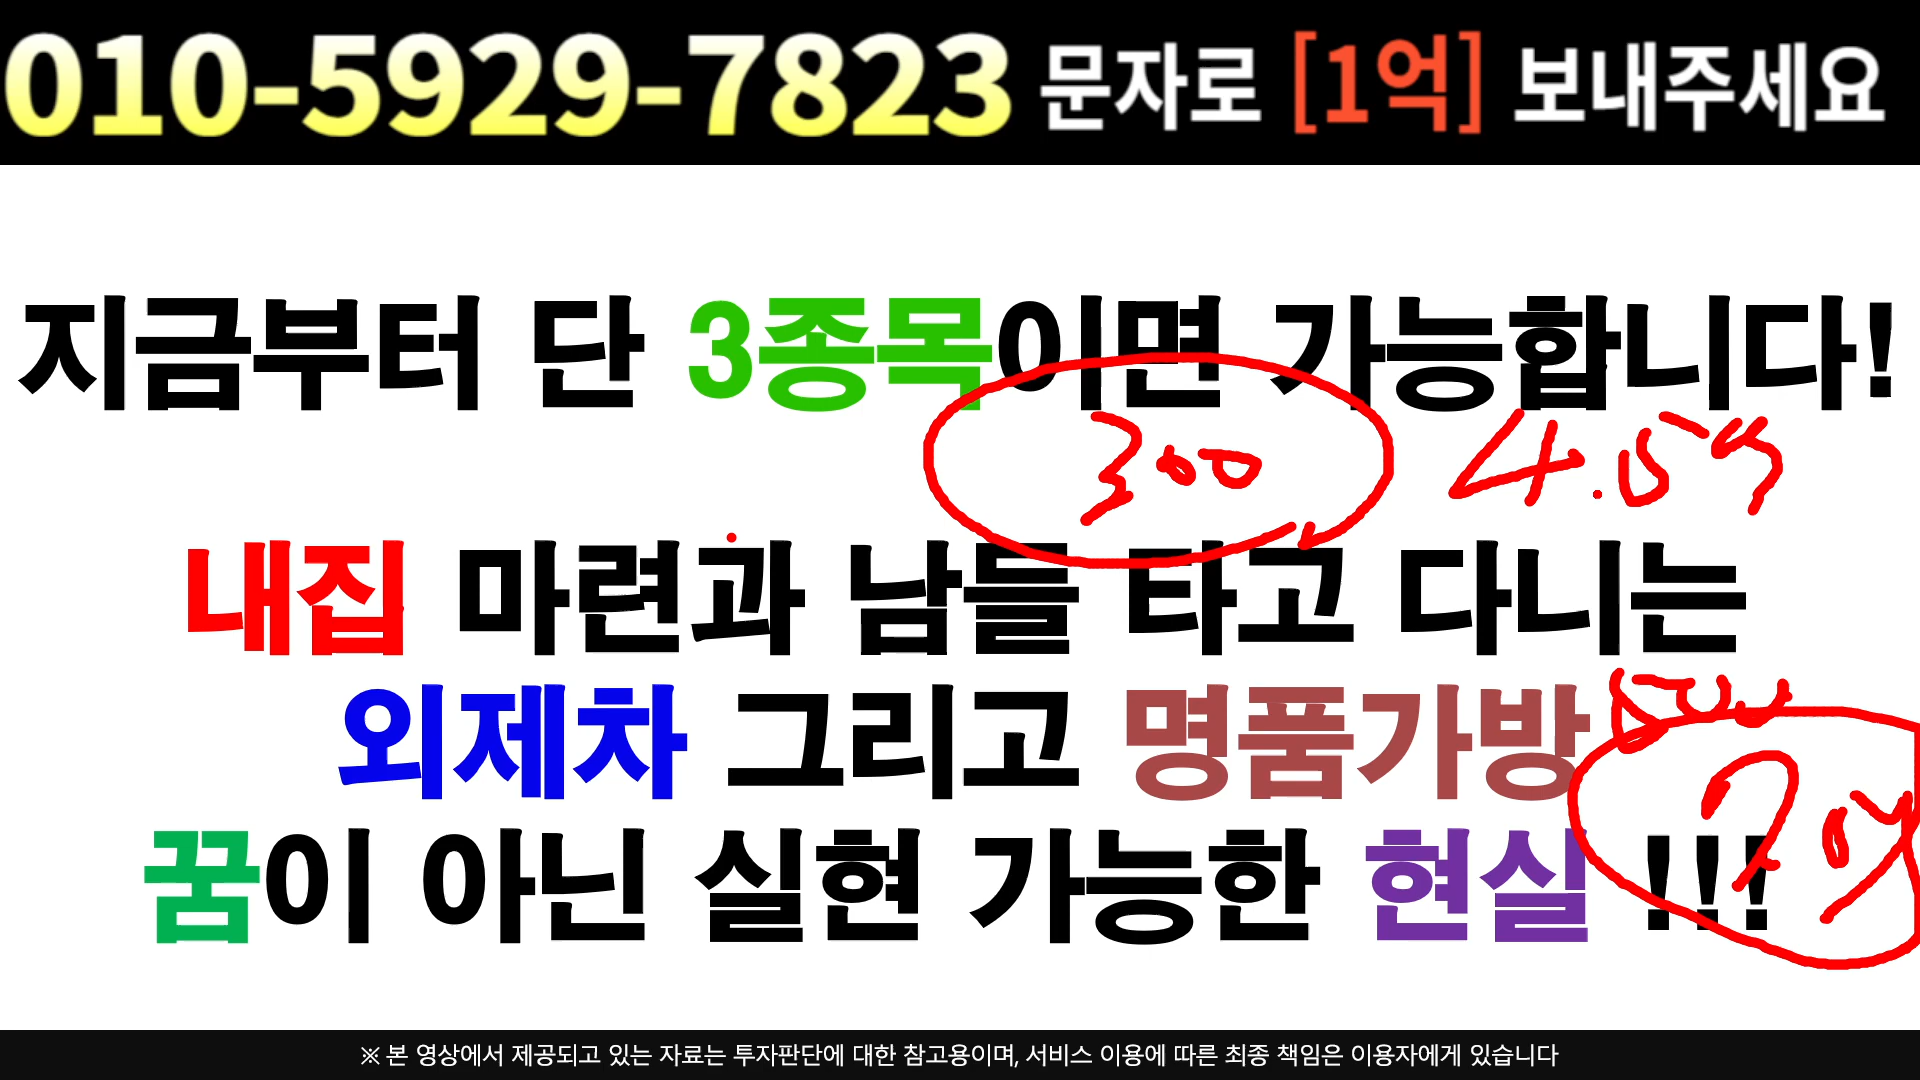 010-5929-7823 문자로 [1억] 보내주세요
지금부터 단 3종목이면 가능합니다!
300
4.5억
내집 마련과 남들 타고 다니는
외제차 그리고 명품가방
500
꿈이 아닌 실현 가능한 현실 !!!
※ 본 영상에서 제공되고 있는 자료는 투자판단에 대한 참고용이며, 서비스 이용에 따른 최종 책임은 이용자에게 있습니다